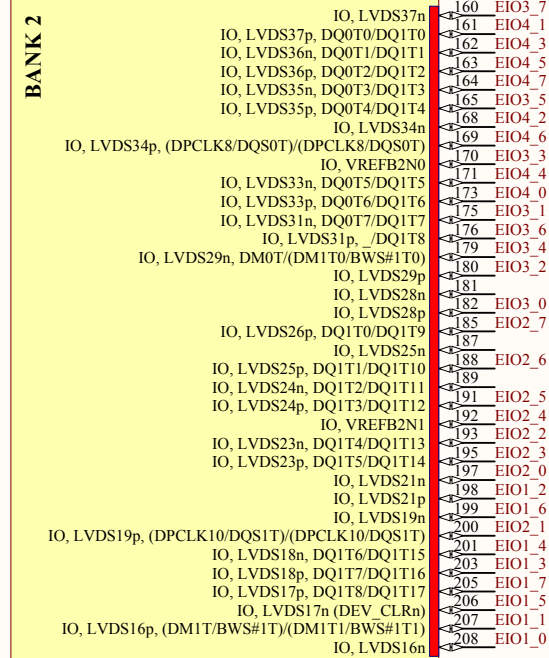 BANK 2
IO, LVDS37n 160 EIO3_7
IO, LVDS37p, DQ0T0/DQ1T0 161 EIO4_1
IO, LVDS36n, DQ0T1/DQ1T1 162 EIO4_3
IO, LVDS36p, DQ0T2/DQ1T2 163 EIO4_5
IO, LVDS35n, DQ0T3/DQ1T3 164 EIO4_7
IO, LVDS35p, DQ0T4/DQ1T4 165 EIO3_5
IO, LVDS34n 168 EIO4_2
IO, LVDS34p, (DPCLK8/DQS0T)/(DPCLK8/DQS0T) 169 EIO4_6
IO, VREFB2N0 170 EIO3_3
IO, LVDS33n, DQ0T5/DQ1T5 171 EIO4_4
IO, LVDS33p, DQ0T6/DQ1T6 173 EIO4_0
IO, LVDS31n, DQ0T7/DQ1T7 175 EIO3_1
IO, LVDS31p, _/DQ1T8 176 EIO3_6
IO, LVDS29n, DM0T/(DM1T0/BWS#1T0) 179 EIO3_4
IO, LVDS29p 180 EIO3_2
IO, LVDS28n 181
IO, LVDS28p 182 EIO3_0
IO, LVDS26p, DQ1T0/DQ1T9 185 EIO2_7
IO, LVDS25n 187
IO, LVDS25p, DQ1T1/DQ1T10 188 EIO2_6
IO, LVDS24n, DQ1T2/DQ1T11 189
IO, LVDS24p, DQ1T3/DQ1T12 191 EIO2_5
IO, VREFB2N1 192 EIO2_4
IO, LVDS23n, DQ1T4/DQ1T13 193 EIO2_2
IO, LVDS23p, DQ1T5/DQ1T14 195 EIO2_3
IO, LVDS21n 197 EIO2_0
IO, LVDS21p 198 EIO1_2
IO, LVDS19n 199 EIO1_6
IO, LVDS19p, (DPCLK10/DQS1T)/(DPCLK10/DQS1T) 200 EIO2_1
IO, LVDS18n, DQ1T6/DQ1T15 201 EIO1_4
IO, LVDS18p, DQ1T7/DQ1T16 203 EIO1_3
IO, LVDS17p, DQ1T8/DQ1T17 205 EIO1_7
IO, LVDS17n (DEV_CLRn) 206 EIO1_5
IO, LVDS16p, (DM1T/BWS#1T)/(DM1T1/BWS#1T1) 207 EIO1_1
IO, LVDS16n 208 EIO1_0